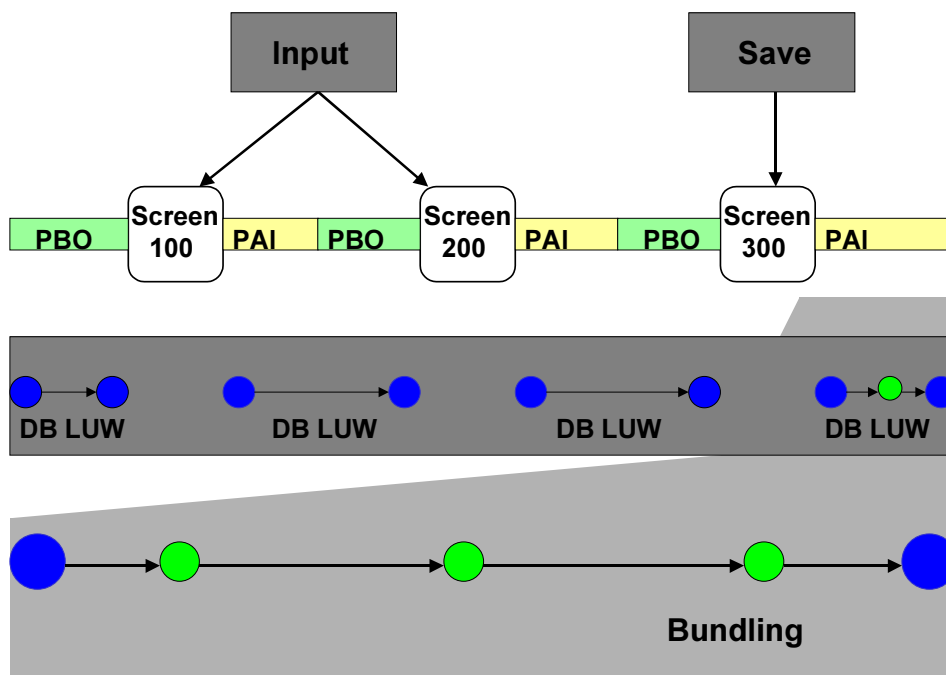 Input
Save
Screen
100
Screen
200
Screen
300
PBO
PAI
PBO
PAI
PBO
PAI
DB LUW
DB LUW
DB LUW
DB LUW
Bundling